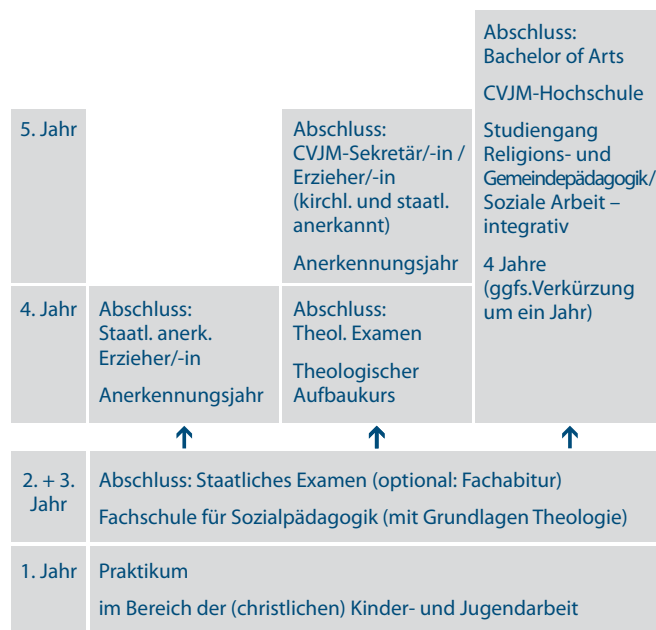 Abschluss:
Bachelor of Arts
CVJM-Hochschule
Studiengang
Religions- und
Gemeindepädagogik/
Soziale Arbeit –
integrativ
4 Jahre
(ggfs.Verkürzung
um ein Jahr)
5. Jahr
Abschluss:
CVJM-Sekretär/-in /
Erzieher/-in
(kirchl. und staatl.
anerkannt)
Anerkennungsjahr
4. Jahr
Abschluss:
Staatl. anerk.
Erzieher/-in
Anerkennungsjahr
Abschluss:
Theol. Examen
Theologischer
Aufbaukurs
2. + 3.
Jahr
Abschluss: Staatliches Examen (optional: Fachabitur)
Fachschule für Sozialpädagogik (mit Grundlagen Theologie)
1. Jahr
Praktikum
im Bereich der (christlichen) Kinder- und Jugendarbeit